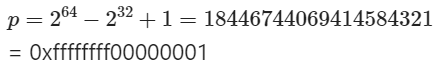 p = 2^64 − 2^32 + 1 = 18446744069414584321
= 0xffffffff00000001